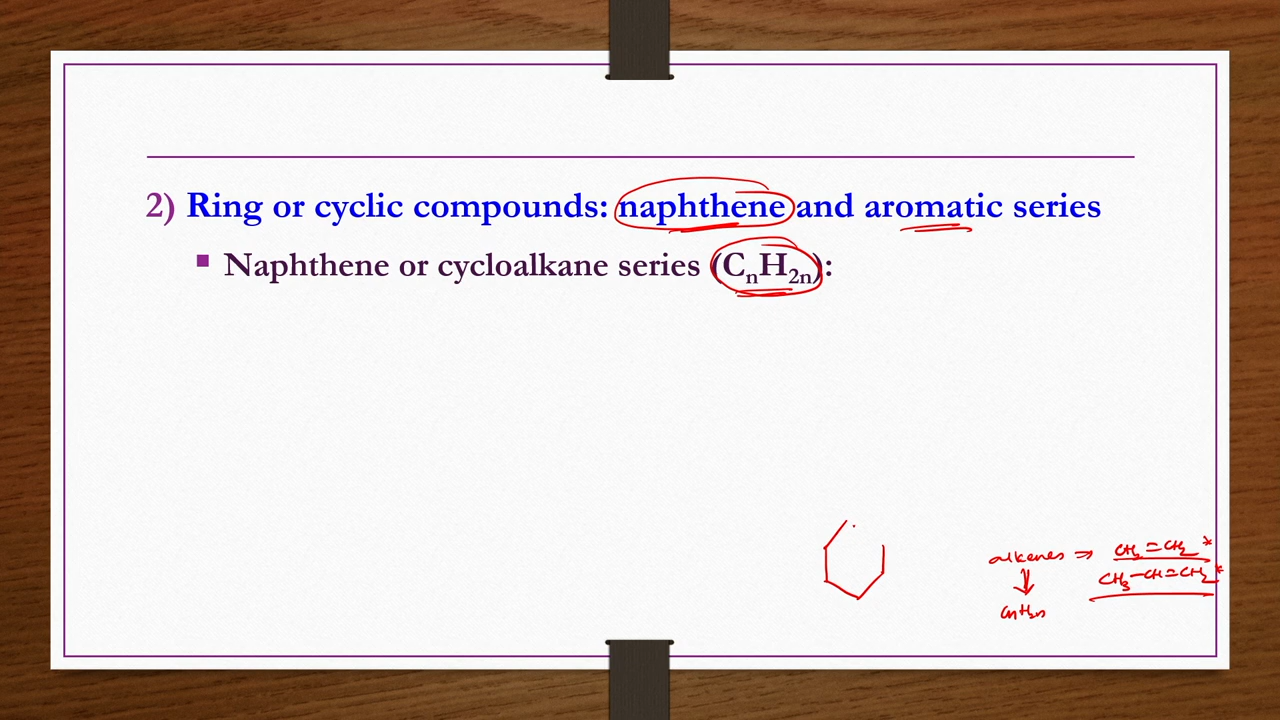 2) Ring or cyclic compounds: naphthene and aromatic series
▪ Naphthene or cycloalkane series (CₙH₂ₙ):
alkenes ⇒ CH₂=CH₂ *
CH₃–CH=CH₂ *
CnH₂n